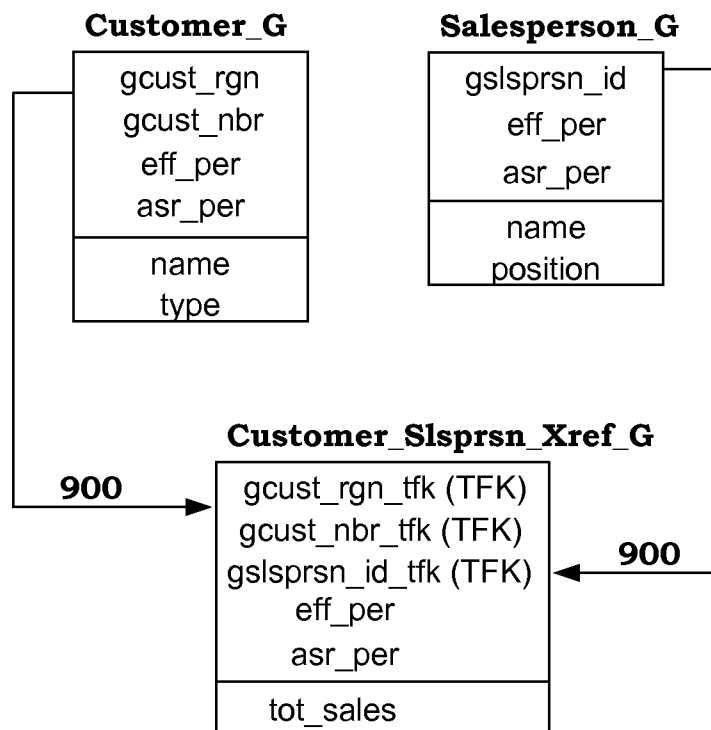 Customer_G
gcust_rgn
gcust_nbr
eff_per
asr_per
name
type
Salesperson_G
gslsprsn_id
eff_per
asr_per
name
position
Customer_Slsprsn_Xref_G
900
gcust_rgn_tfk (TFK)
gcust_nbr_tfk (TFK)
gslsprsn_id_tfk (TFK)
eff_per
asr_per
tot_sales
900